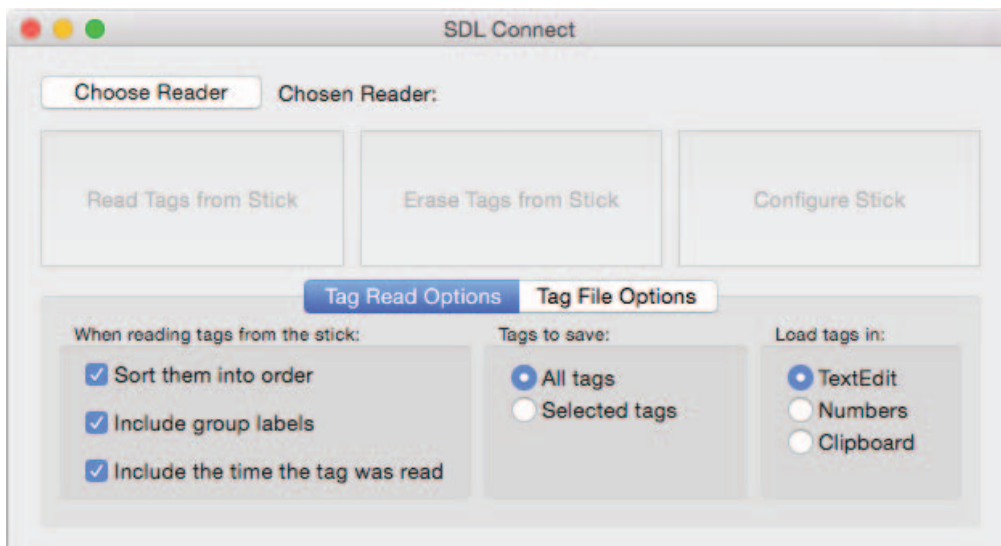 SDL Connect
Choose Reader Chosen Reader:
Read Tags from Stick Erase Tags from Stick Configure Stick
Tag Read Options Tag File Options
When reading tags from the stick: Tags to save: Load tags in:
Sort them into order All tags TextEdit
Include group labels Selected tags Numbers
Clipboard
Include the time the tag was read